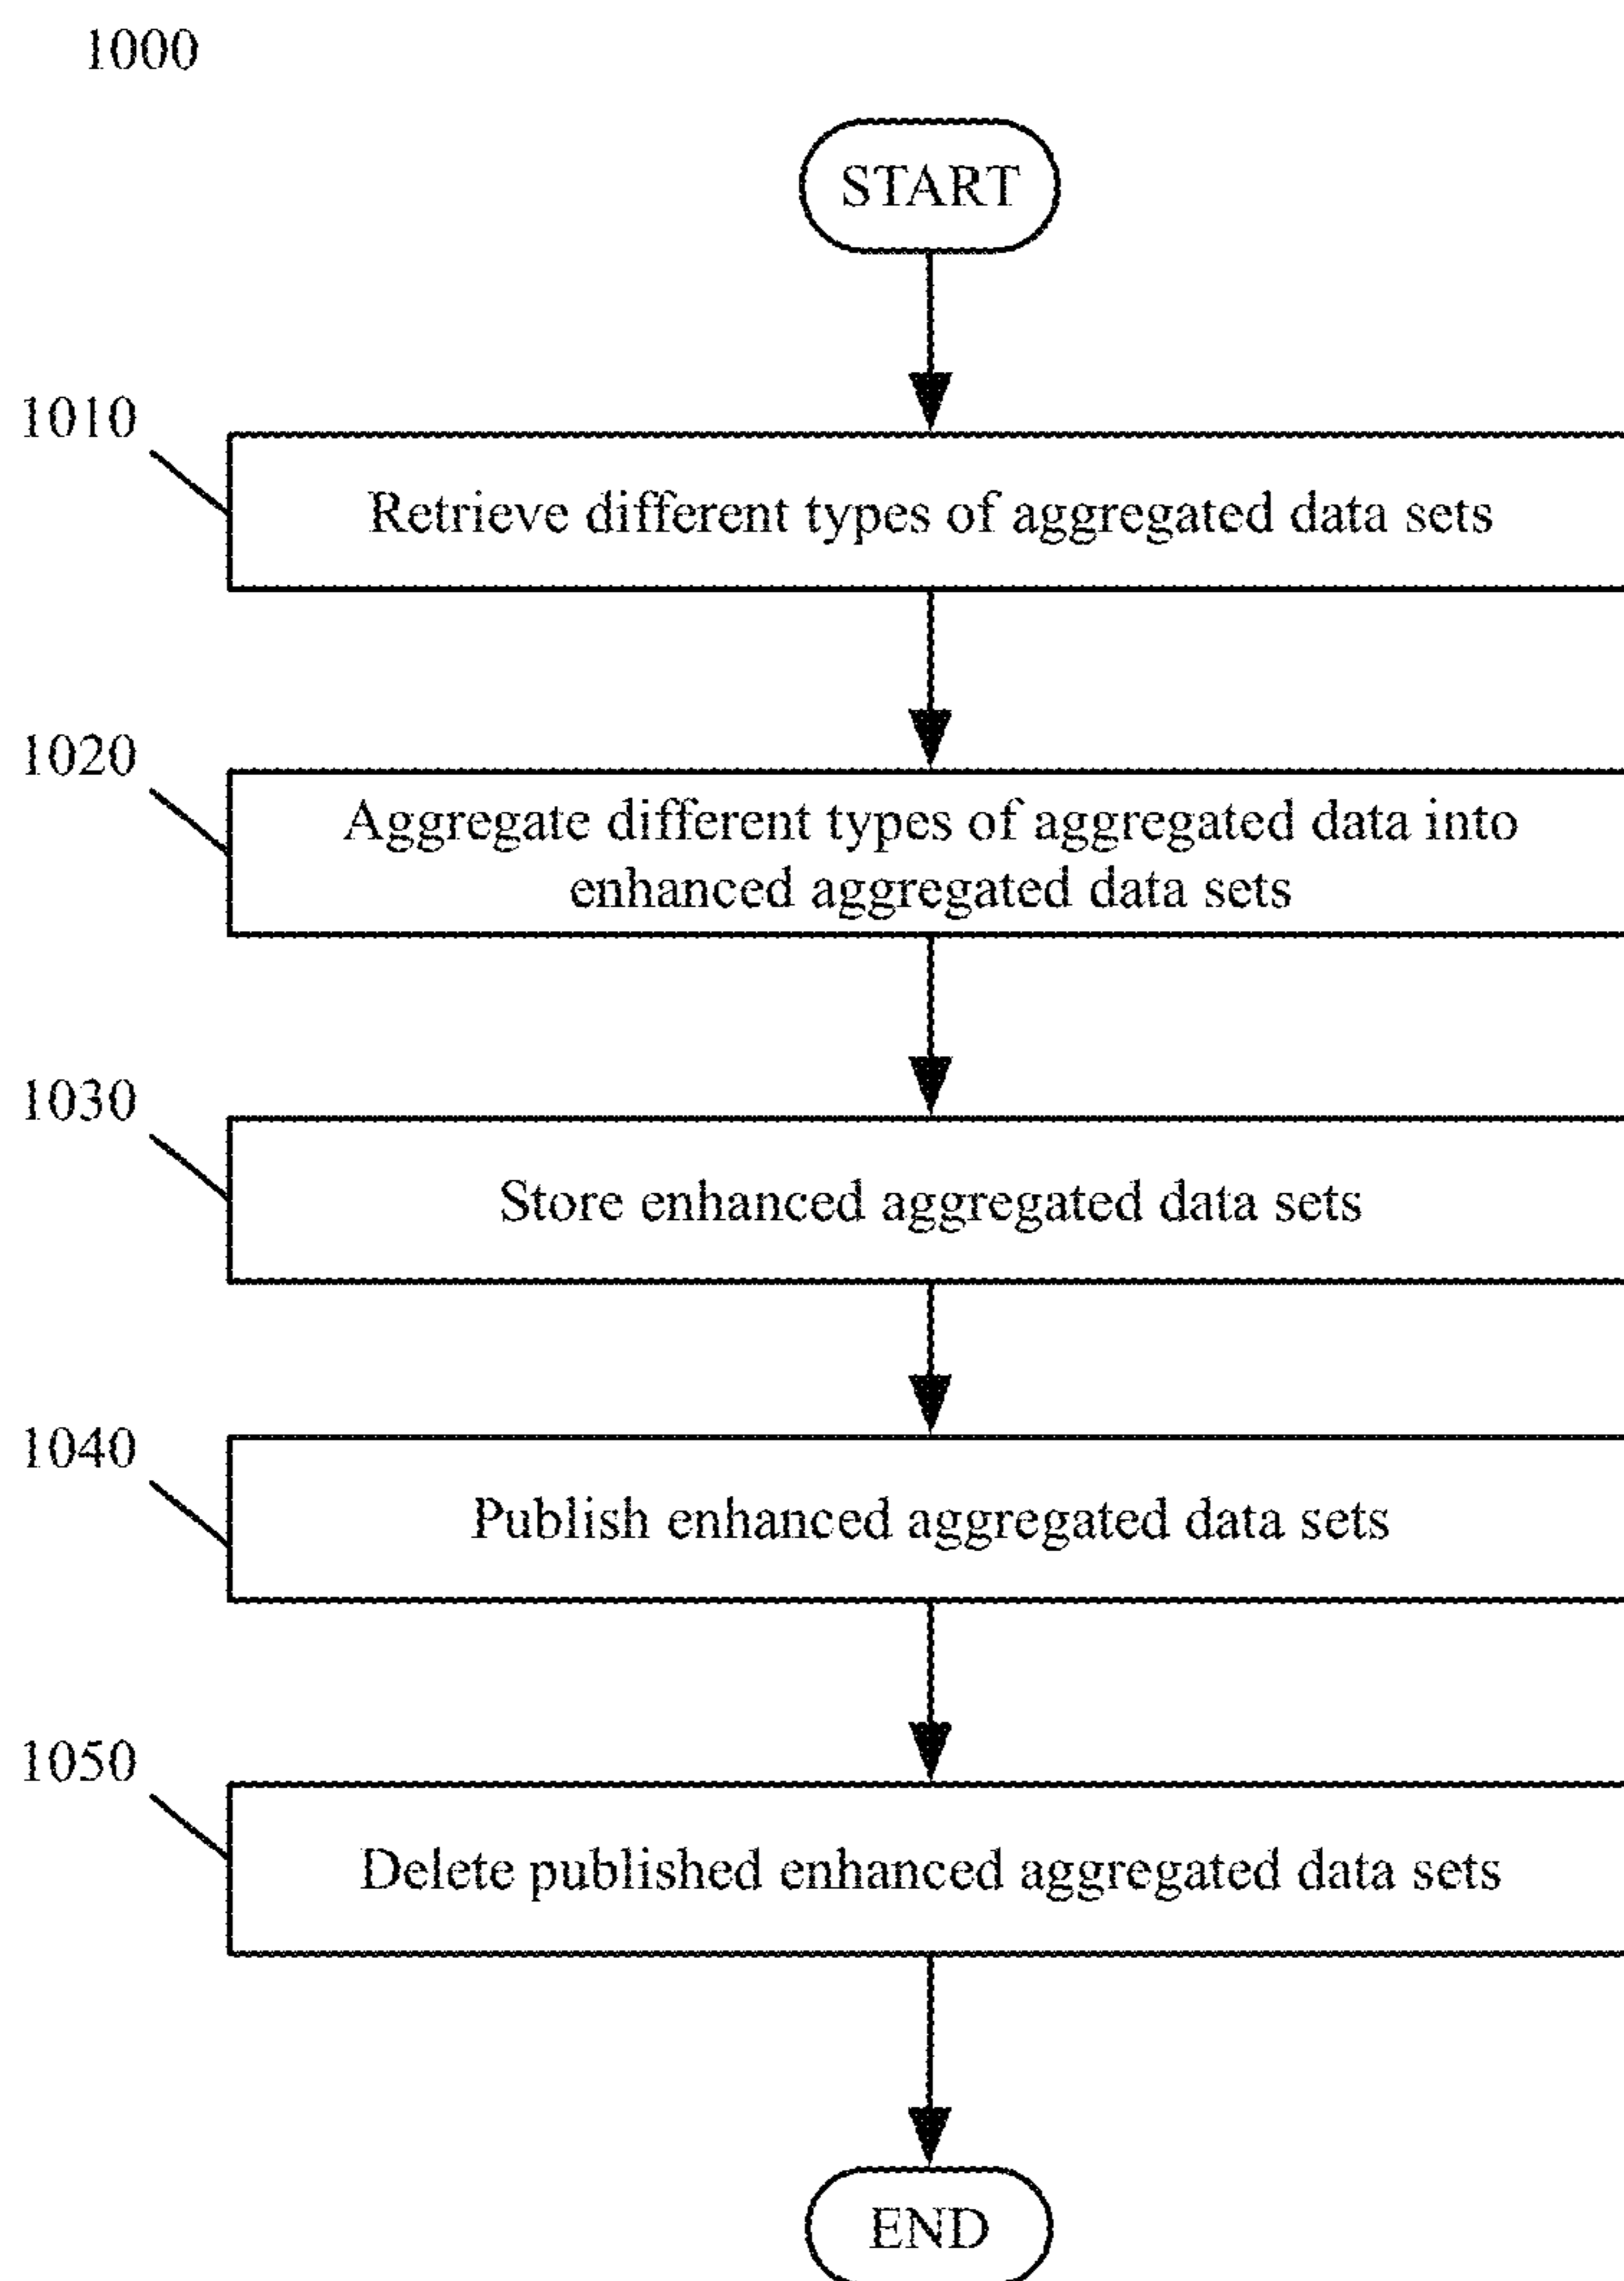 1000
START
1010
Retrieve different types of aggregated data sets
1020
Aggregate different types of aggregated data into
enhanced aggregated data sets
1030
Store enhanced aggregated data sets
1040
Publish enhanced aggregated data sets
1050
Delete published enhanced aggregated data sets
END